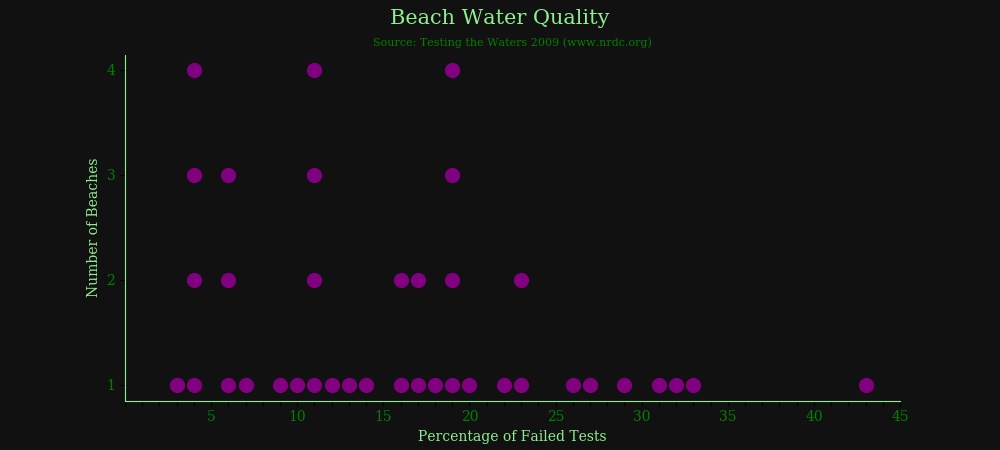 Beach Water Quality
Source: Testing the Waters 2009 (www.nrdc.org)
4
3
2
1
Number of Beaches
5 10 15 20 25 30 35 40 45
Percentage of Failed Tests